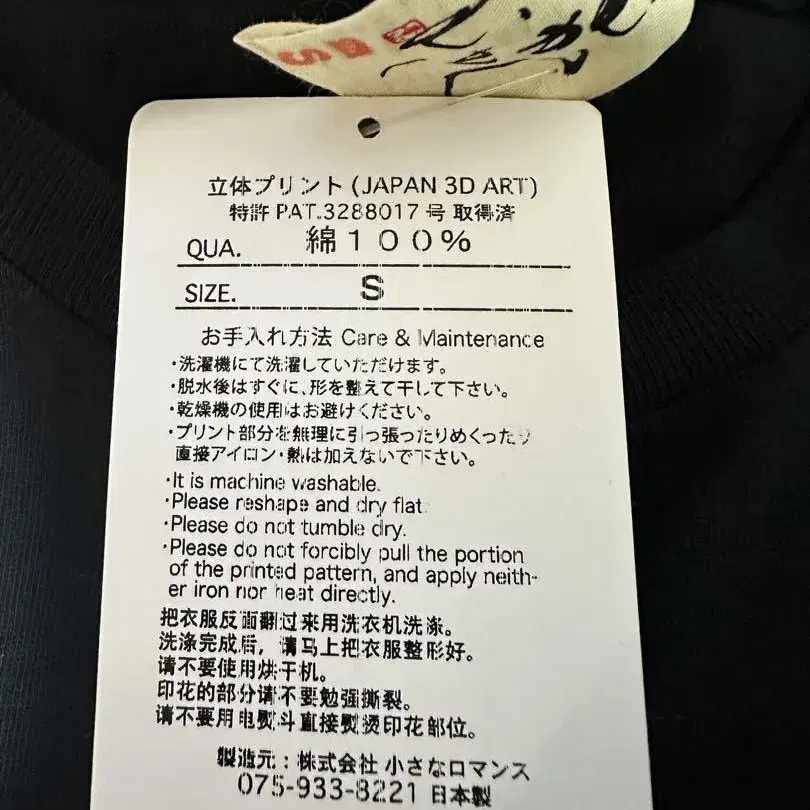 S
立体プリント(JAPAN 3D ART)
特許 PAT.3288017号 取得済
QUA. 綿100%
SIZE. S
お手入れ方法 Care & Maintenance
・洗濯機にて洗濯していただけます。
・脱水後はすぐに、形を整えて干して下さい。
・乾燥機の使用はお避けください。
・プリント部分を無理に引っ張ったりめくったり
直接アイロン・熱は加えないで下さい。
・It is machine washable.
・Please reshape and dry flat.
・Please do not tumble dry.
・Please do not forcibly pull the portion
of the printed pattern, and apply neith-
er iron nor heat directly.
把衣服反面翻过来用洗衣机洗涤。
洗涤完成后，请马上把衣服整形好。
请不要使用烘干机。
印花的部分请不要勉强撕裂。
请不要用电熨斗直接熨烫印花部位。
製造元：株式会社 小さなロマンス
075-933-8221 日本製